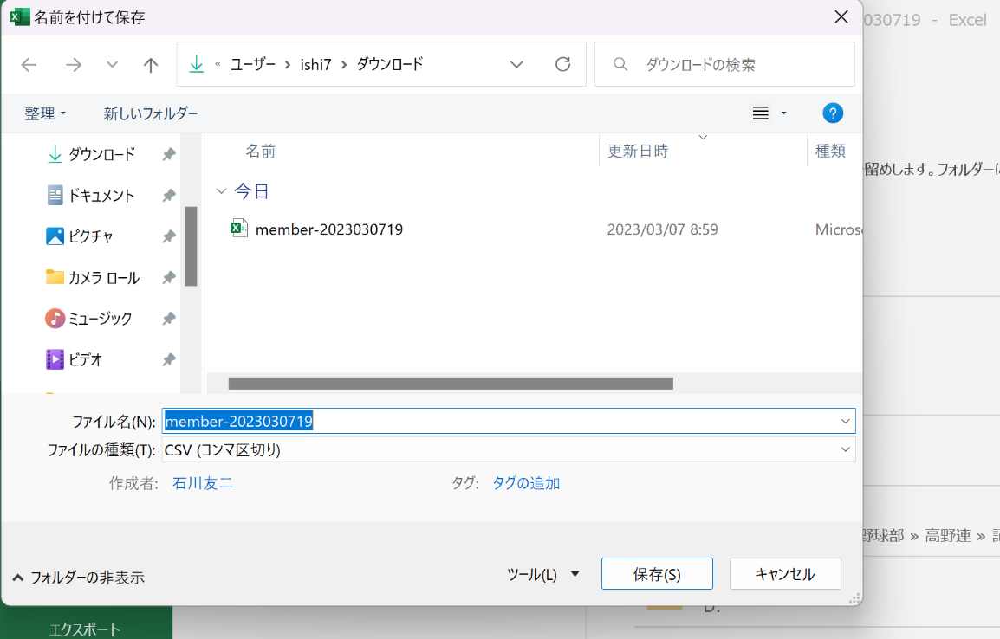 名前を付けて保存
030719 - Excel
« ユーザー › ishi7 › ダウンロード
ダウンロードの検索
整理
新しいフォルダー
?
ダウンロード
ドキュメント
ピクチャ
カメラ ロール
ミュージック
ビデオ
名前
更新日時
種類
今日
member-2023030719
2023/03/07 8:59
Micros
留めします。フォルダーに
ファイル名(N):
member-2023030719
ファイルの種類(T):
CSV (コンマ区切り)
作成者:
石川友二
タグ:
タグの追加
野球部 » 高野連 »
フォルダーの非表示
ツール(L)
保存(S)
キャンセル
エクスポート
D: